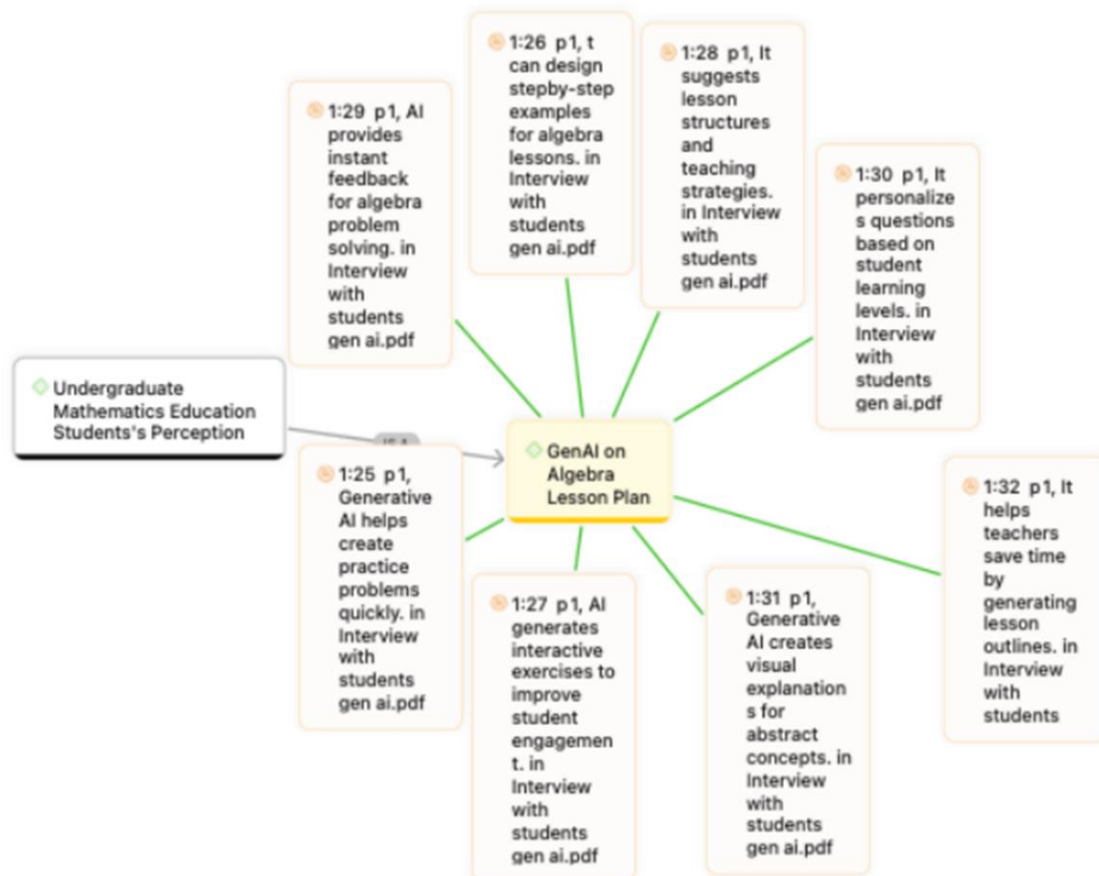 1:26 p1, t
can design
stepby-step
examples
for algebra
lessons. in
Interview
with
students
gen ai.pdf
1:28 p1, It
suggests
lesson
structures
and
teaching
strategies.
in Interview
with
students
gen ai.pdf
1:29 p1, AI
provides
instant
feedback
for algebra
problem
solving. in
Interview
with
students
gen ai.pdf
1:30 p1, It
personalize
s questions
based on
student
learning
levels. in
Interview
with
students
gen ai.pdf
Undergraduate
Mathematics Education
Students's Perception
GenAI on
Algebra
Lesson Plan
1:25 p1,
Generative
AI helps
create
practice
problems
quickly. in
Interview
with
students
gen ai.pdf
1:32 p1, It
helps
teachers
save time
by
generating
lesson
outlines. in
Interview
with
students
1:27 p1, AI
generates
interactive
exercises to
improve
student
engagemen
t. in
Interview
with
students
gen ai.pdf
1:31 p1,
Generative
AI creates
visual
explanation
s for
abstract
concepts. in
Interview
with
students
gen ai.pdf